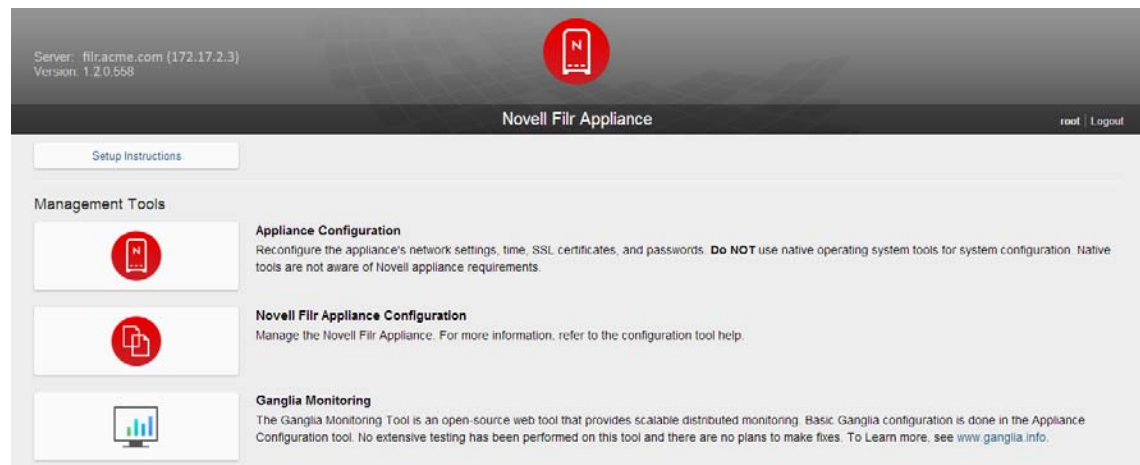 Server: filr.acme.com (172.17.2.3)
Version: 1.2.0.558
N
Novell Filr Appliance
root | Logout
Setup Instructions
Management Tools
N
Appliance Configuration
Reconfigure the appliance's network settings, time, SSL certificates, and passwords. Do NOT use native operating system tools for system configuration. Native
tools are not aware of Novell appliance requirements.
Novell Filr Appliance Configuration
Manage the Novell Filr Appliance. For more information, refer to the configuration tool help.
Ganglia Monitoring
The Ganglia Monitoring Tool is an open-source web tool that provides scalable distributed monitoring. Basic Ganglia configuration is done in the Appliance
Configuration tool. No extensive testing has been performed on this tool and there are no plans to make fixes. To Learn more, see www.ganglia.info.